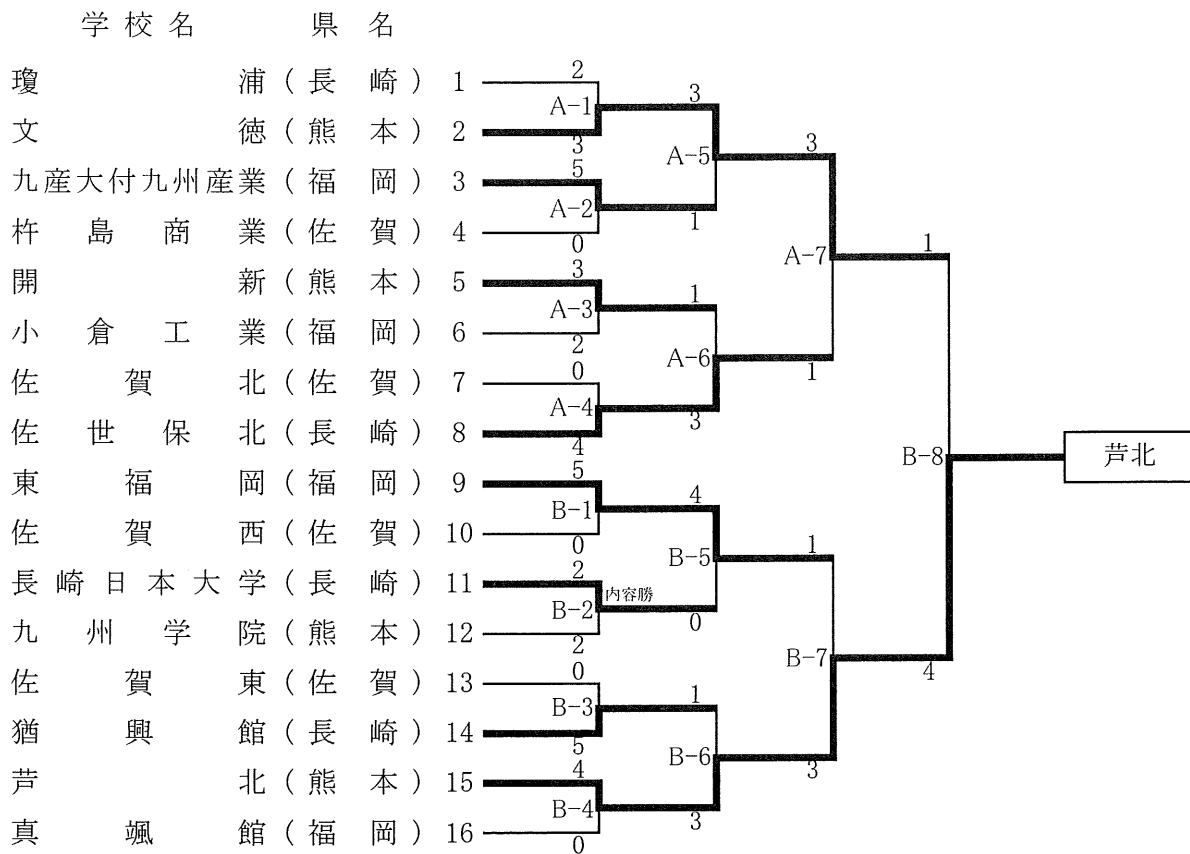 学校名 県名
瓊浦(長崎) 1
文徳(熊本) 2
九産大付九州産業(福岡) 3
杵島商業(佐賀) 4
開新(熊本) 5
小倉工業(福岡) 6
佐賀北(佐賀) 7
佐世保北(長崎) 8
東福岡(福岡) 9
佐賀西(佐賀) 10
長崎日本大学(長崎) 11
九州学院(熊本) 12
佐賀東(佐賀) 13
猶興館(長崎) 14
芦北(熊本) 15
真颯館(福岡) 16
2
A-1
3
5
A-2
0
3
A-3
2
0
A-4
4
5
B-1
0
2
B-2
2
0
B-3
5
4
B-4
0
3
A-5
1
1
A-6
3
4
B-5
内容勝
0
1
B-6
3
3
A-7
1
1
B-7
3
1
B-8
4
芦北